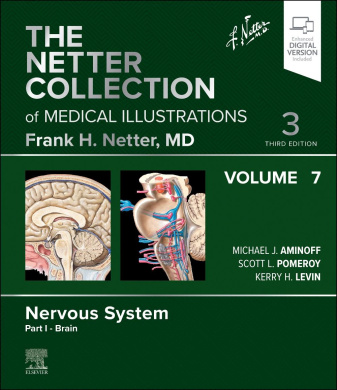 THE
NETTER
COLLECTION
of MEDICAL ILLUSTRATIONS
Frank H. Netter, MD
F. Netter
M.D.
Enhanced
DIGITAL
VERSION
Included
3
THIRD EDITION
VOLUME 7
MICHAEL J. AMINOFF
SCOTT L. POMEROY
KERRY H. LEVIN
Nervous System
Part I - Brain
ELSEVIER